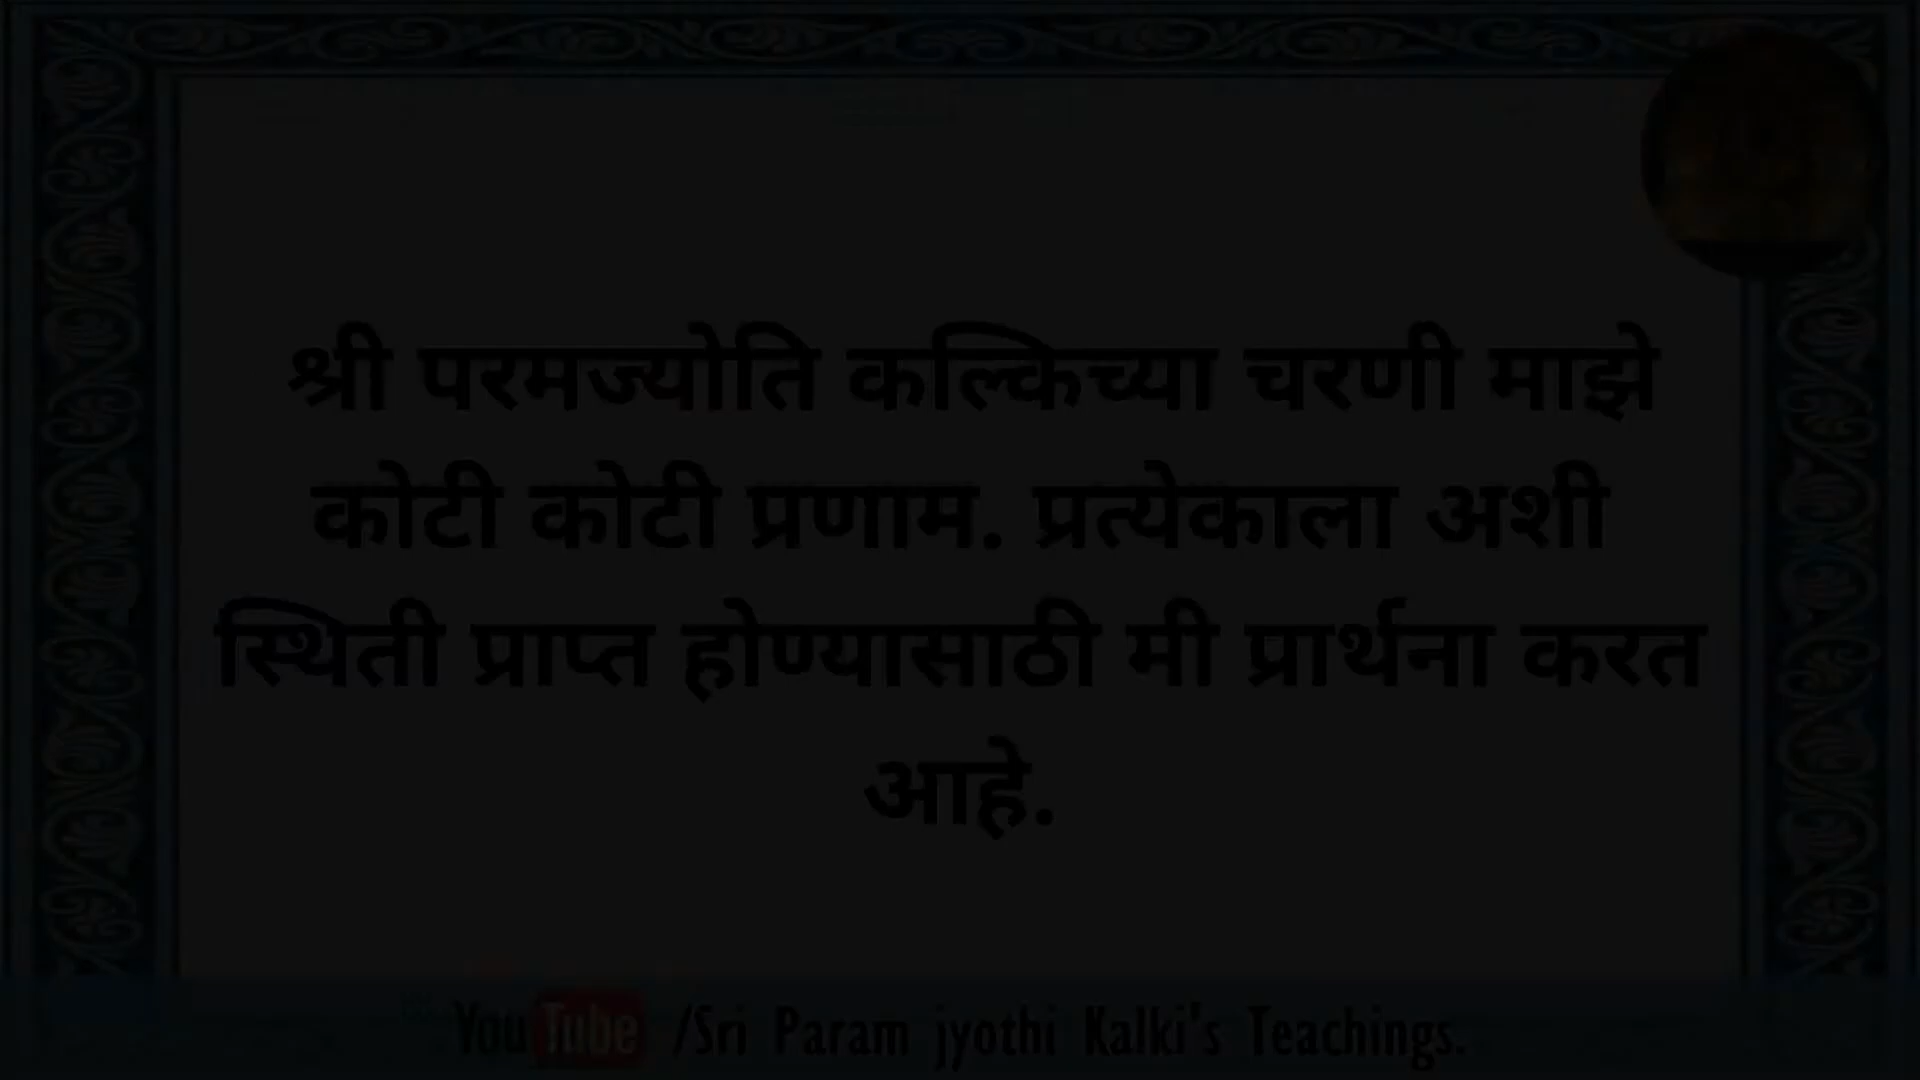 श्री परमज्योति कल्किच्या चरणी माझे
कोटी कोटी प्रणाम. प्रत्येकाला अशी
स्थिती प्राप्त होण्यासाठी मी प्रार्थना करत
आहे.
YouTube /Sri Param jyothi Kalki's Teachings.